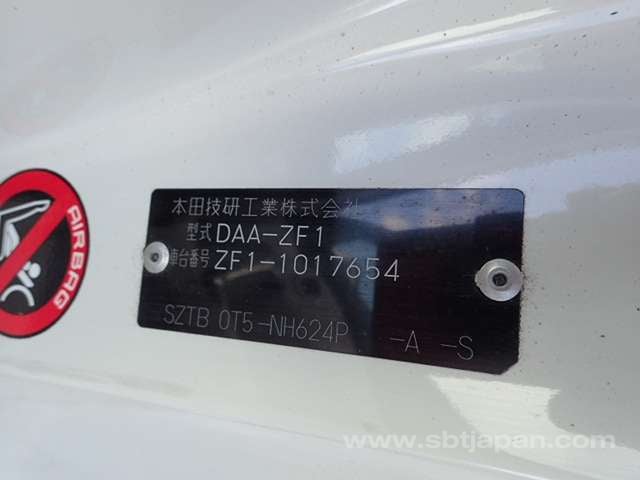 本田技研工業株式会社
型式 DAA-ZF1
車台番号 ZF1-1017654
SZTB 0T5-NH624P -A -S
AIRBAG
www.sbtjapan.com